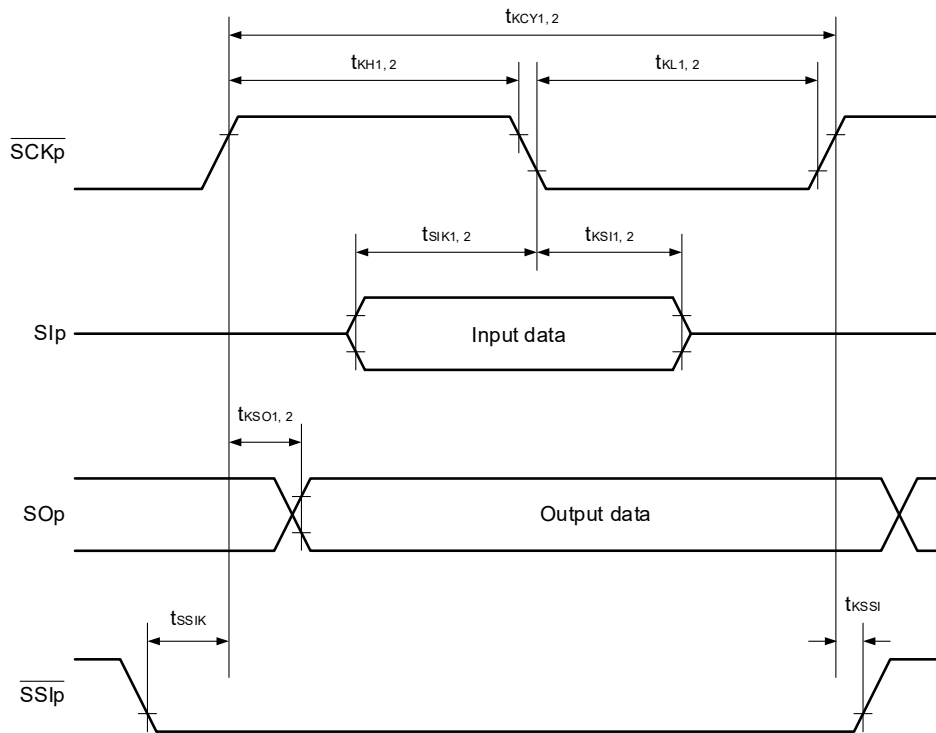 tKCY1, 2
tKH1, 2
tKL1, 2
SCKp
tSIK1, 2
tKSI1, 2
SIp
Input data
tKSO1, 2
SOp
Output data
tSSIK
tKSSI
SSIp